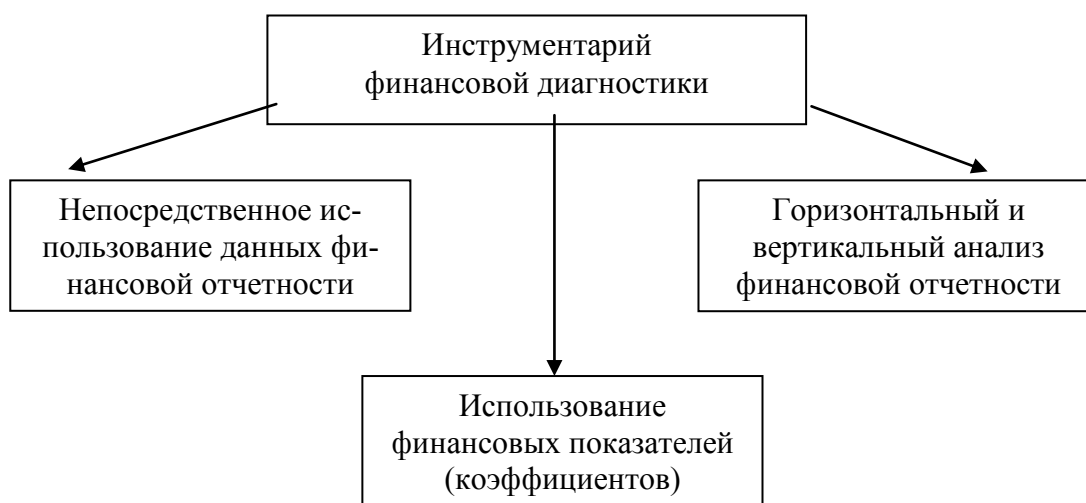 Инструментарий
финансовой диагностики
Непосредственное ис-
пользование данных фи-
нансовой отчетности
Горизонтальный и
вертикальный анализ
финансовой отчетности
Использование
финансовых показателей
(коэффициентов)